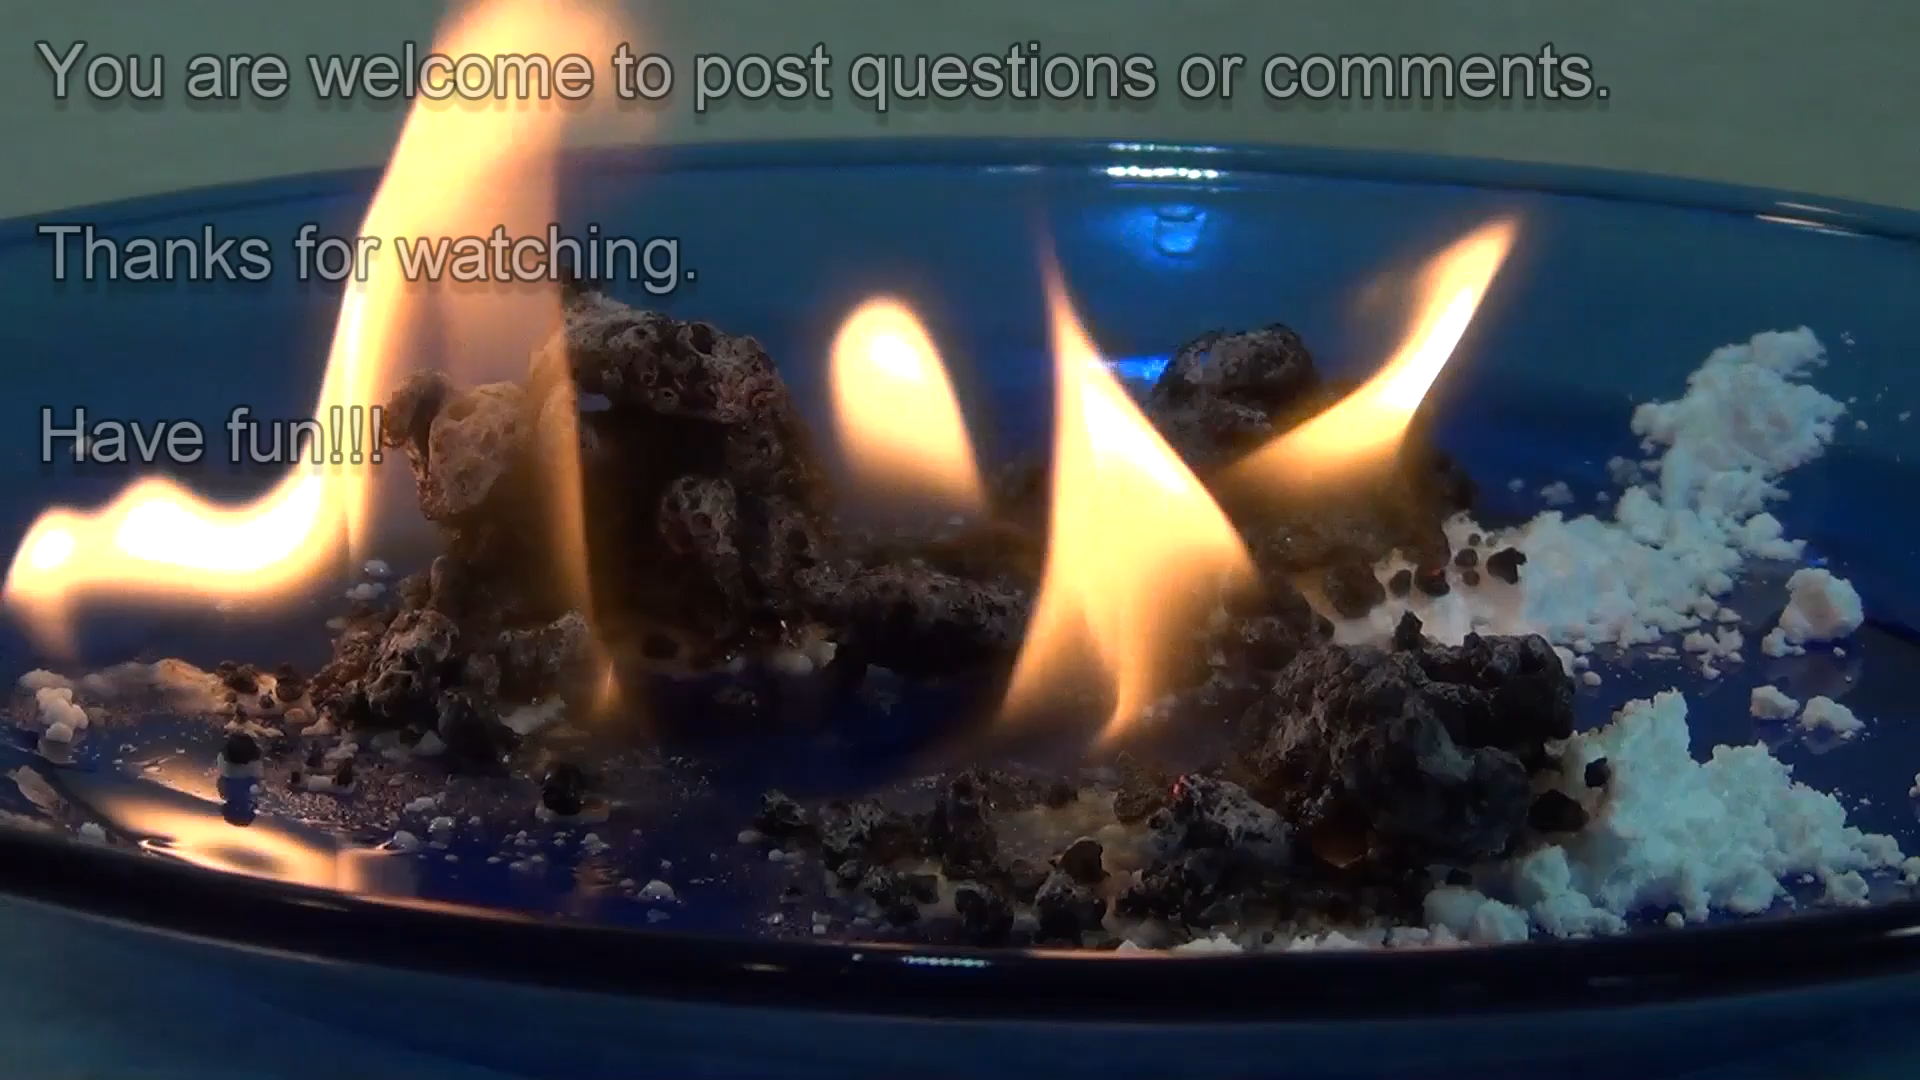 You are welcome to post questions or comments.
Thanks for watching.
Have fun!!!